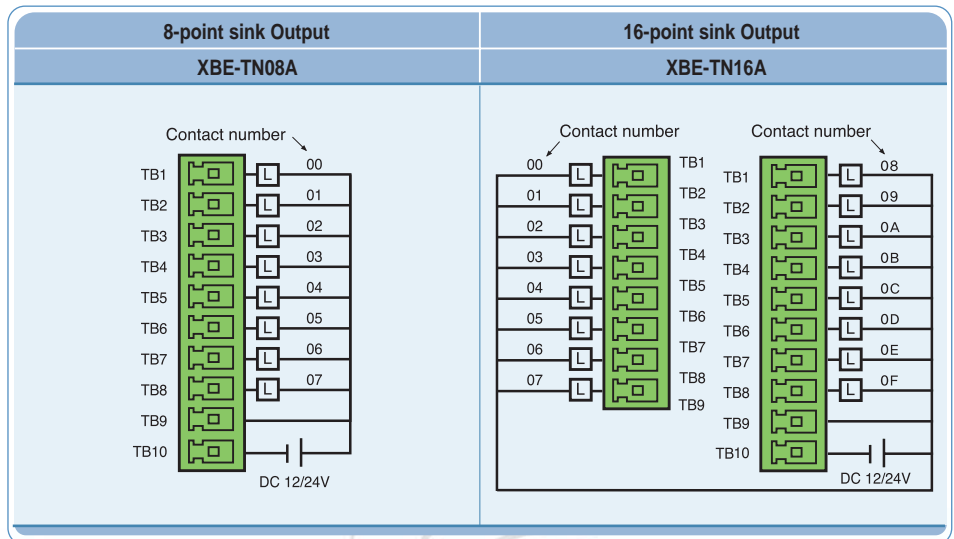 8-point sink Output
16-point sink Output
XBE-TN08A
XBE-TN16A
Contact number
TB1 L 00
TB2 L 01
TB3 L 02
TB4 L 03
TB5 L 04
TB6 L 05
TB7 L 06
TB8 L 07
TB9
TB10
DC 12/24V
Contact number
00 L TB1
01 L TB2
02 L TB3
03 L TB4
04 L TB5
05 L TB6
06 L TB7
07 L TB8
TB9
Contact number
TB1 L 08
TB2 L 09
TB3 L 0A
TB4 L 0B
TB5 L 0C
TB6 L 0D
TB7 L 0E
TB8 L 0F
TB9
TB10
DC 12/24V